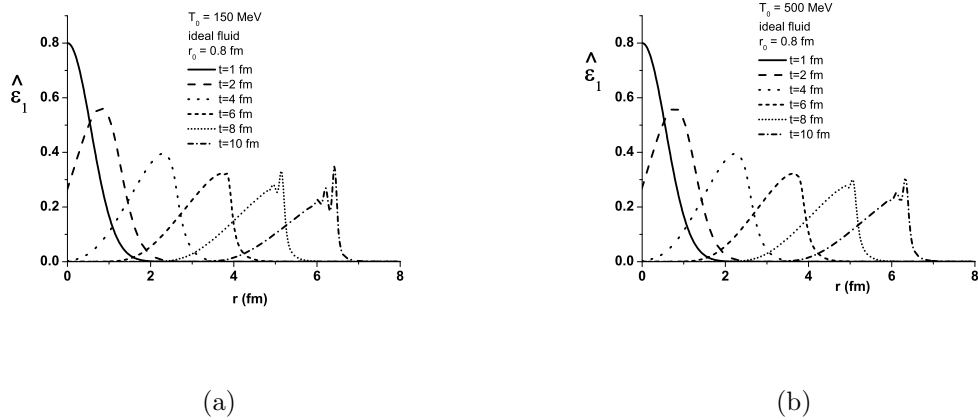 T0 = 150 MeV
ideal fluid
r0 = 0.8 fm
t=1 fm
t=2 fm
t=4 fm
t=6 fm
t=8 fm
t=10 fm
0.8
0.6
0.4
0.2
0.0
ε̂1
0 2 4 6 8
r (fm)
(a)
T0 = 500 MeV
ideal fluid
r0 = 0.8 fm
t=1 fm
t=2 fm
t=4 fm
t=6 fm
t=8 fm
t=10 fm
0.8
0.6
0.4
0.2
0.0
ε̂1
0 2 4 6 8
r (fm)
(b)